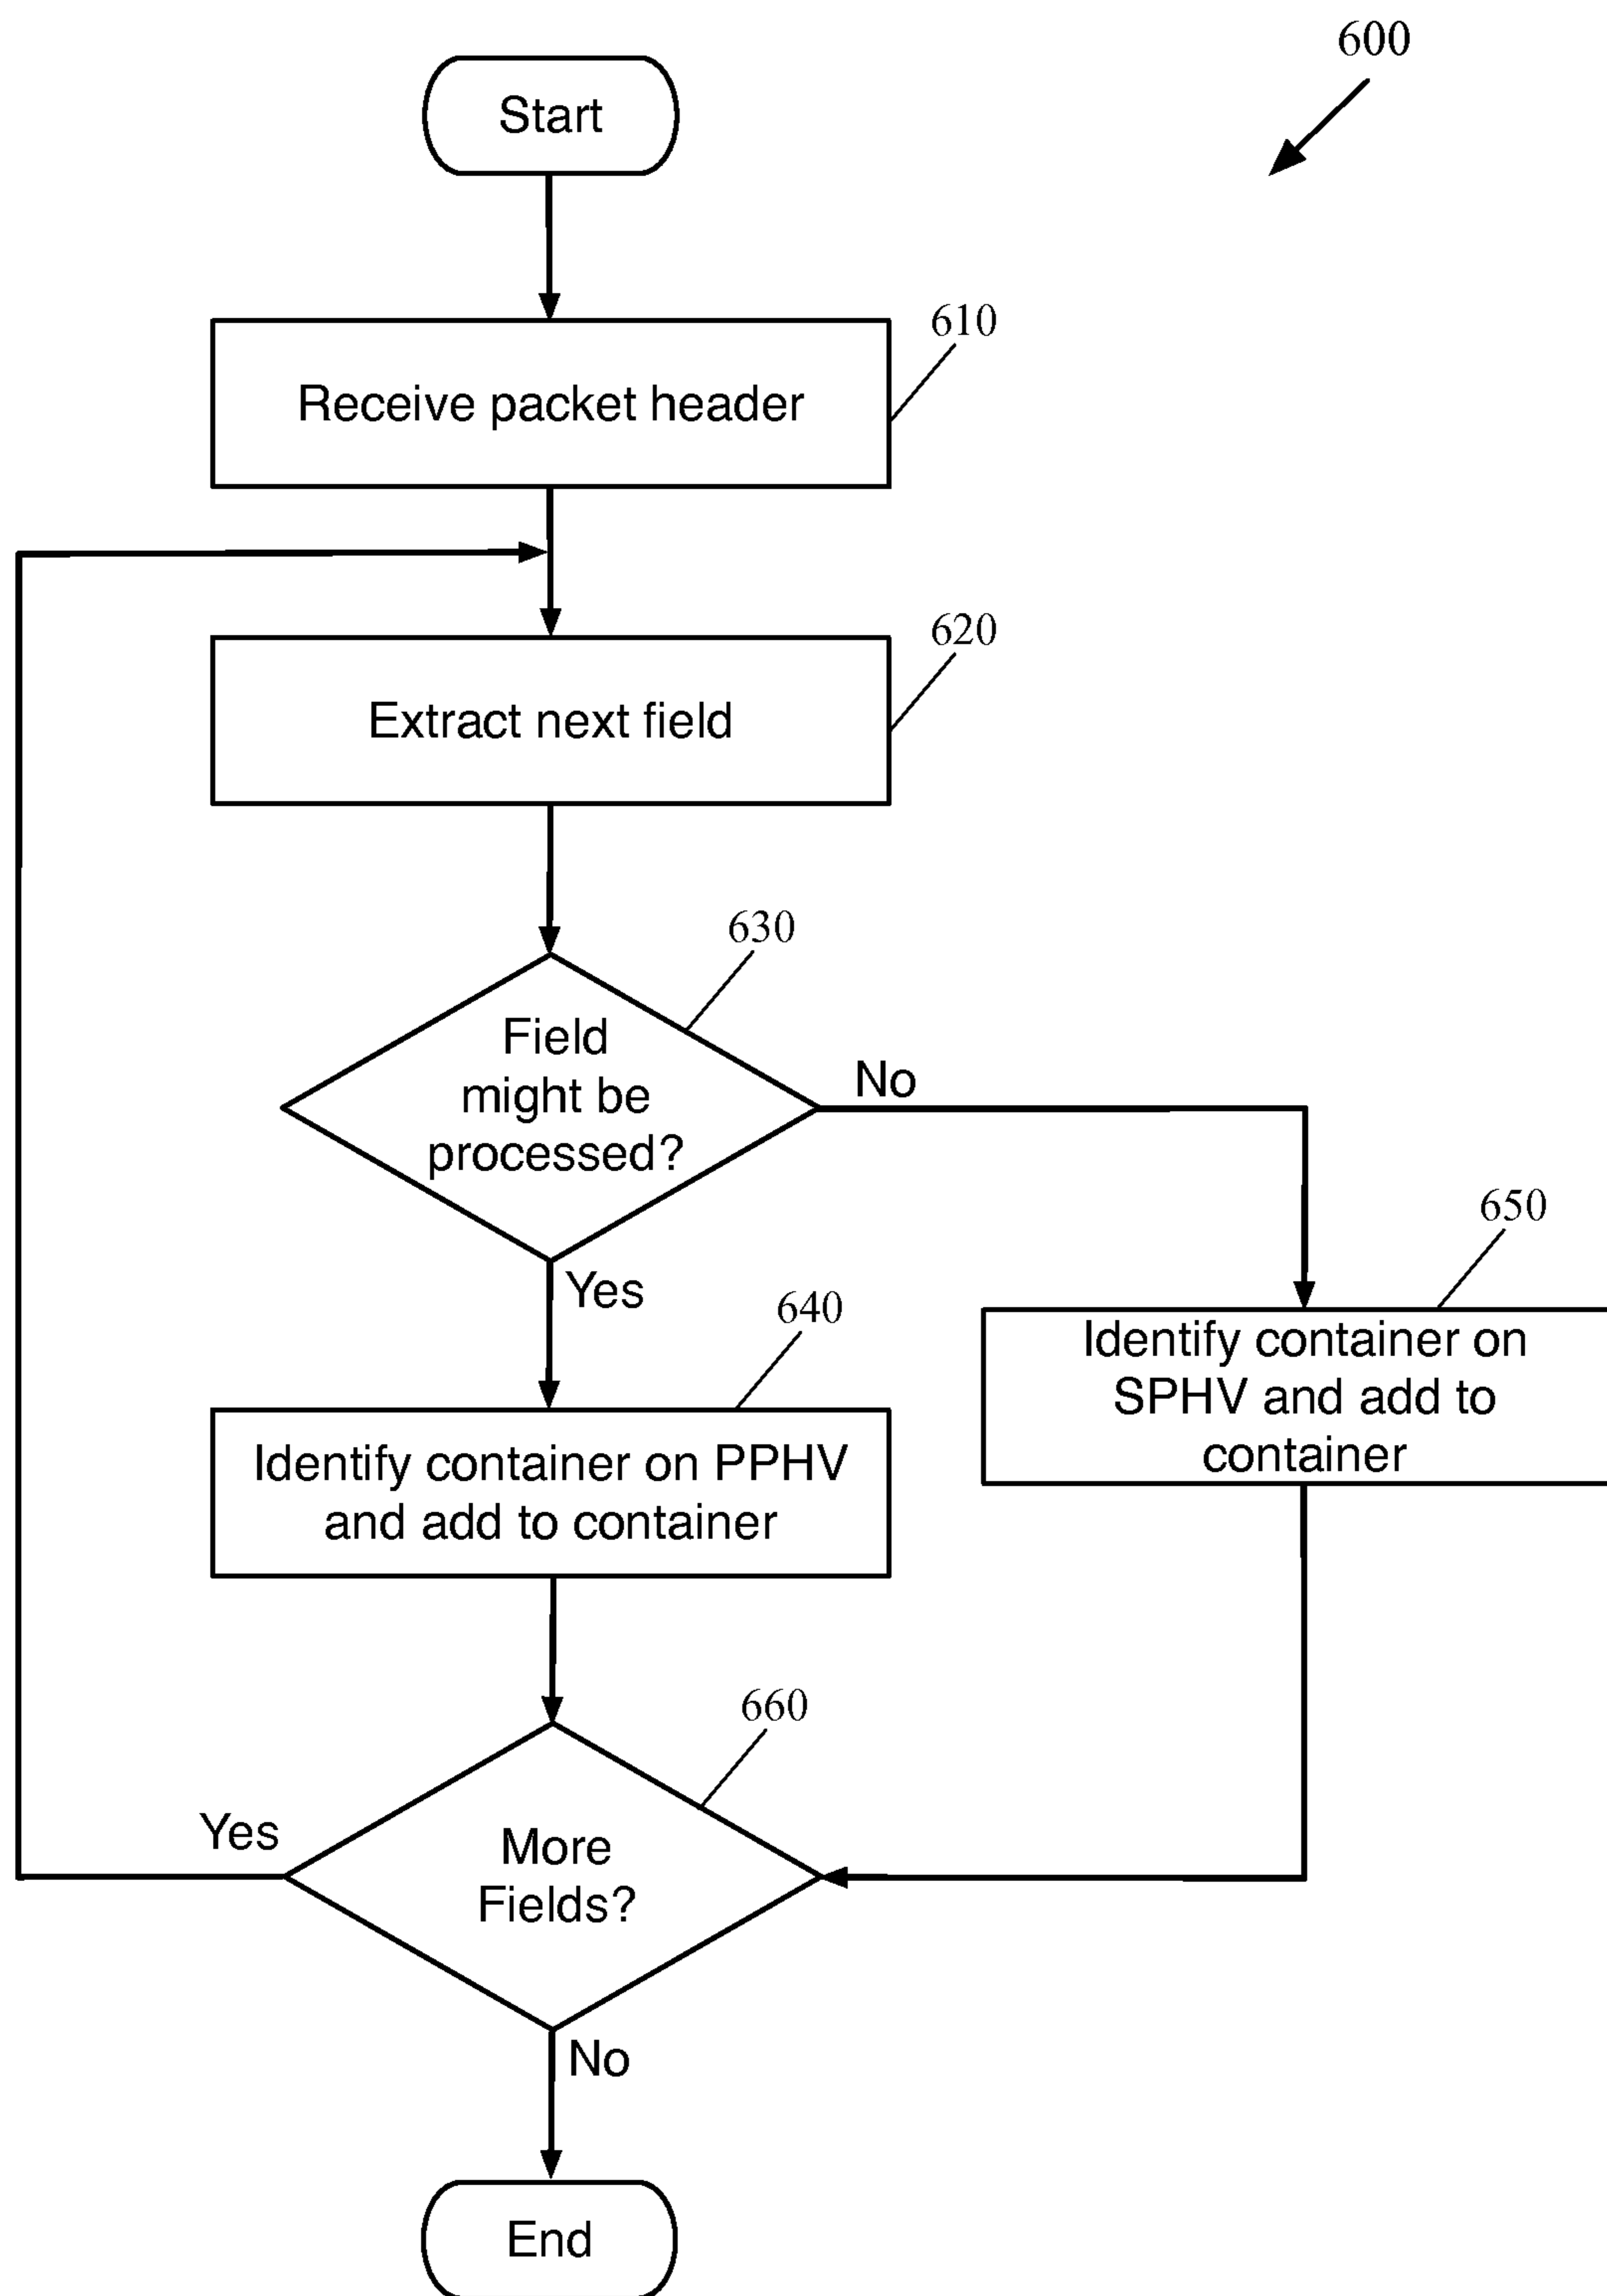 600
Start
610
Receive packet header
620
Extract next field
630
Field
might be
processed?
No
Yes
650
640
Identify container on
SPHV and add to
container
Identify container on PPHV
and add to container
660
Yes
More
Fields?
No
End